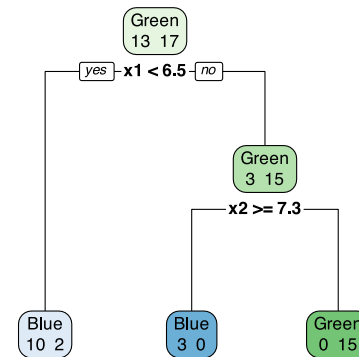 Green
13 17
yes x1 < 6.5 no
Green
3 15
x2 >= 7.3
Blue
10 2
Blue
3 0
Green
0 15